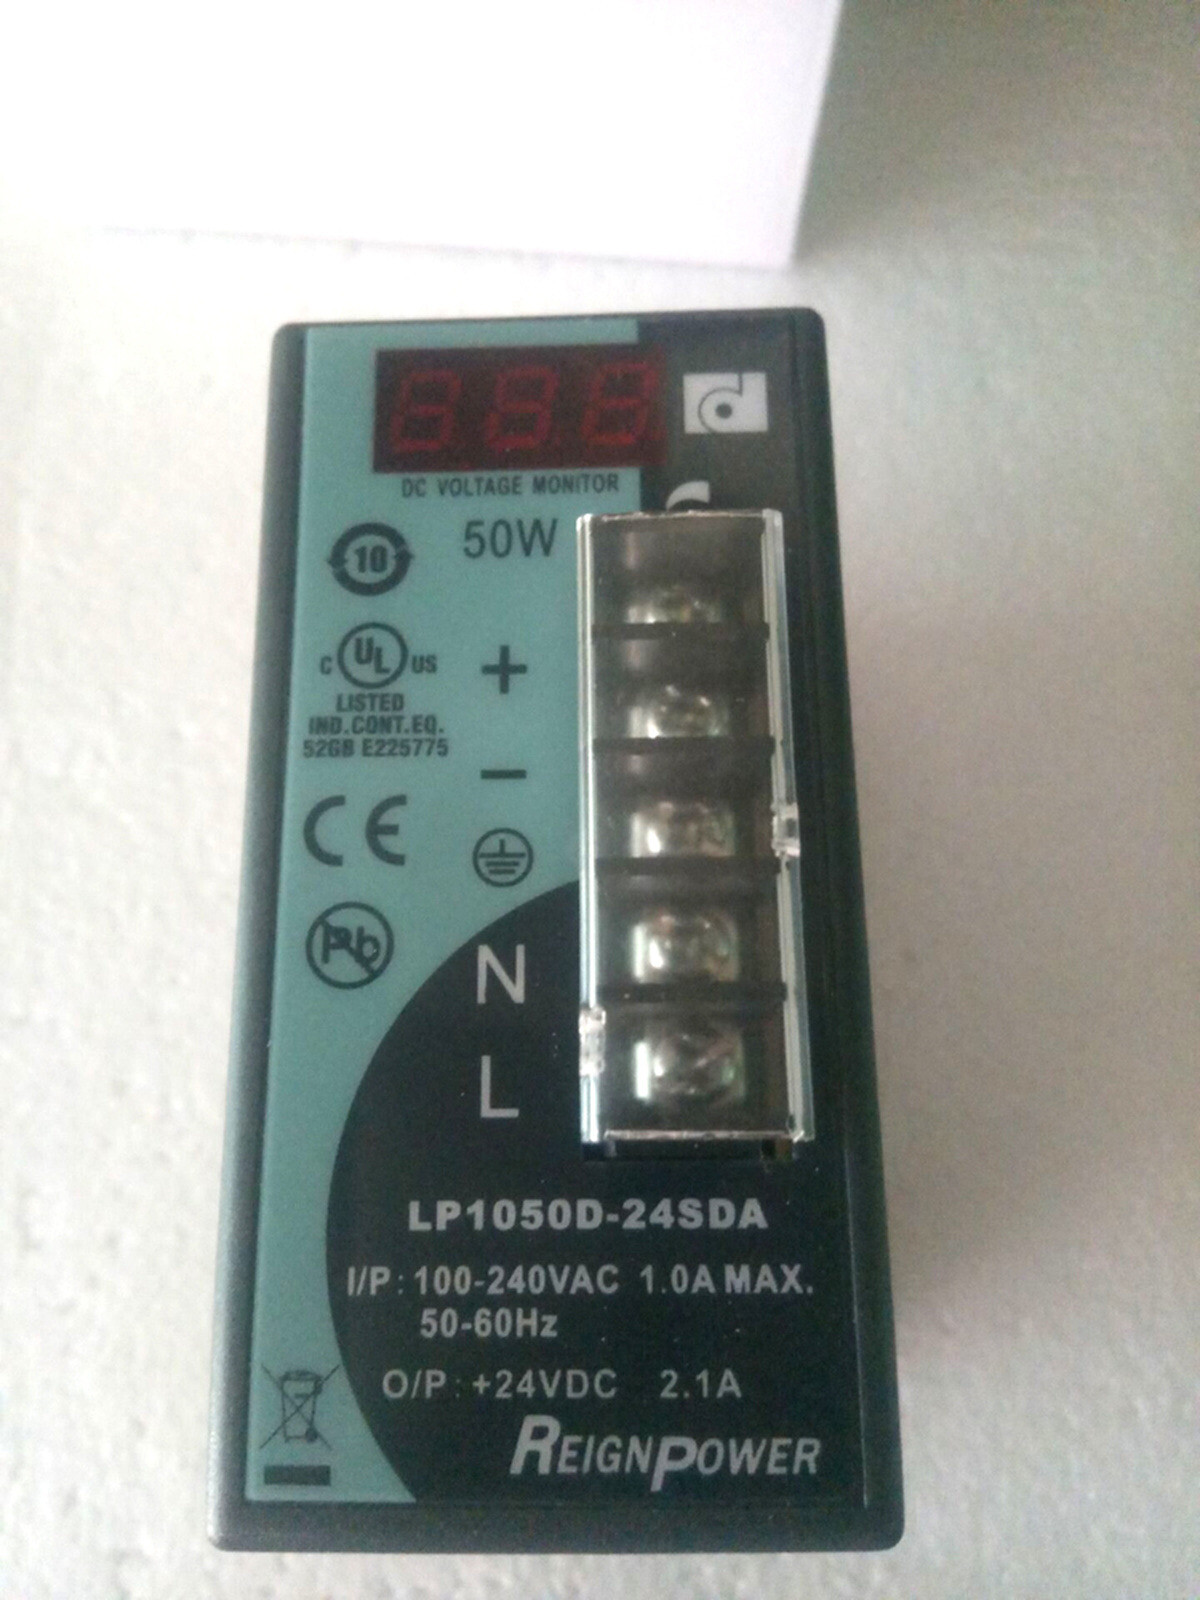 DC VOLTAGE MONITOR
10
50W
C UL US
LISTED
IND.CONT.EQ.
52GB E225775
+
−
CE
Pb
N
L
LP1050D-24SDA
I/P : 100-240VAC 1.0A MAX.
50-60Hz
O/P : +24VDC 2.1A
REIGNPOWER